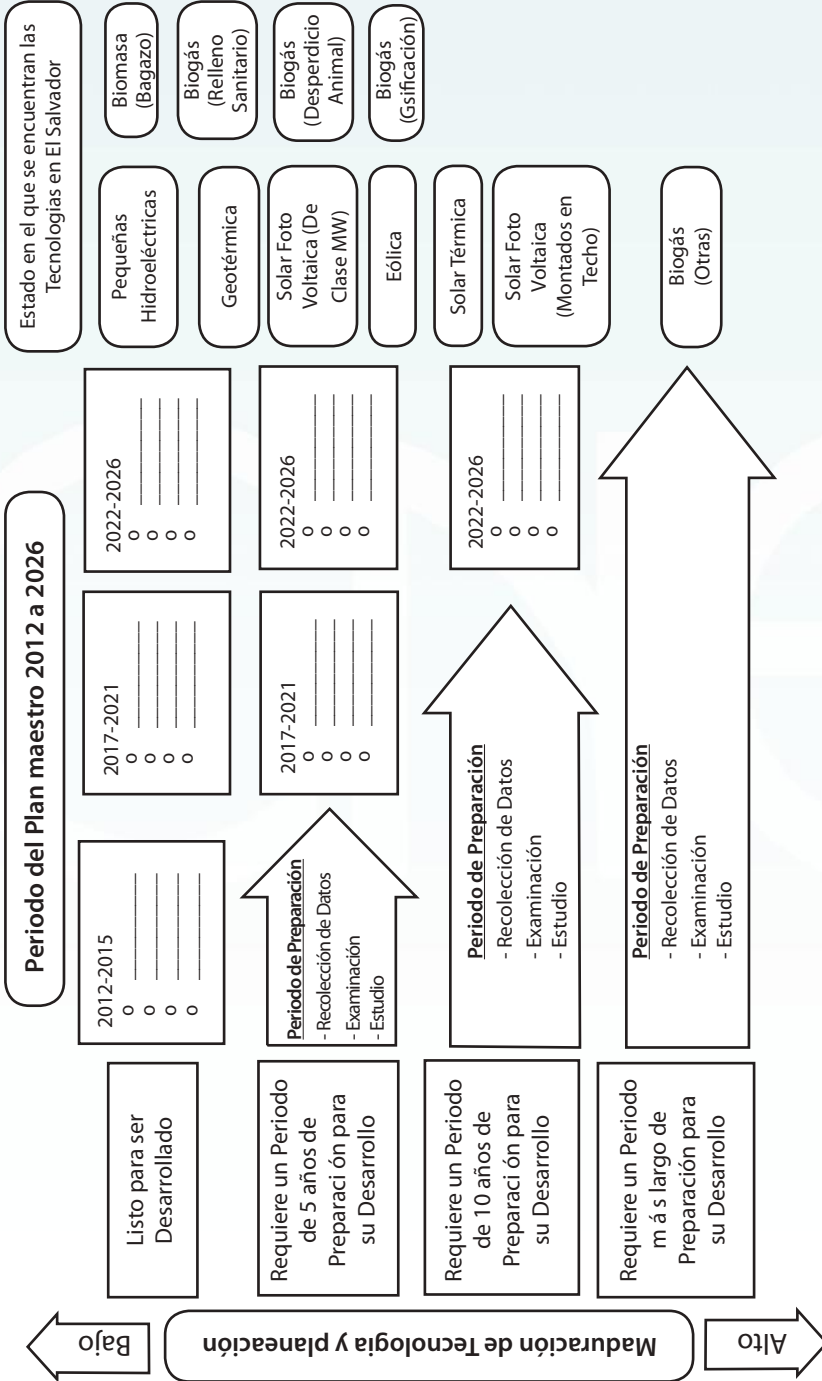 Periodo del Plan maestro 2012 a 2026
Estado en el que se encuentran las
Tecnologias en El Salvador
Bajo
Maduración de Tecnologia y planeación
Alto
Listo para ser
Desarrollado
2012-2015
o
o
o
o
2017-2021
o
o
o
o
2022-2026
o
o
o
o
Pequeñas
Hidroeléctricas
Biomasa
(Bagazo)
Geotérmica
Biogás
(Relleno
Sanitario)
Requiere un Periodo
de 5 años de
Preparaci ón para
su Desarrollo
Periodo de Preparación
- Recolección de Datos
- Examinación
- Estudio
2017-2021
o
o
o
o
2022-2026
o
o
o
o
Solar Foto
Voltaica (De
Clase MW)
Biogás
(Desperdicio
Animal)
Eólica
Biogás
(Gsificación)
Requiere un Periodo
de 10 años de
Preparaci ón para
su Desarrollo
Periodo de Preparación
- Recolección de Datos
- Examinación
- Estudio
2022-2026
o
o
o
o
Solar Térmica
Solar Foto
Voltaica
(Montados en
Techo)
Requiere un Periodo
m á s largo de
Preparación para
su Desarrollo
Periodo de Preparación
- Recolección de Datos
- Examinación
- Estudio
Biogás
(Otras)